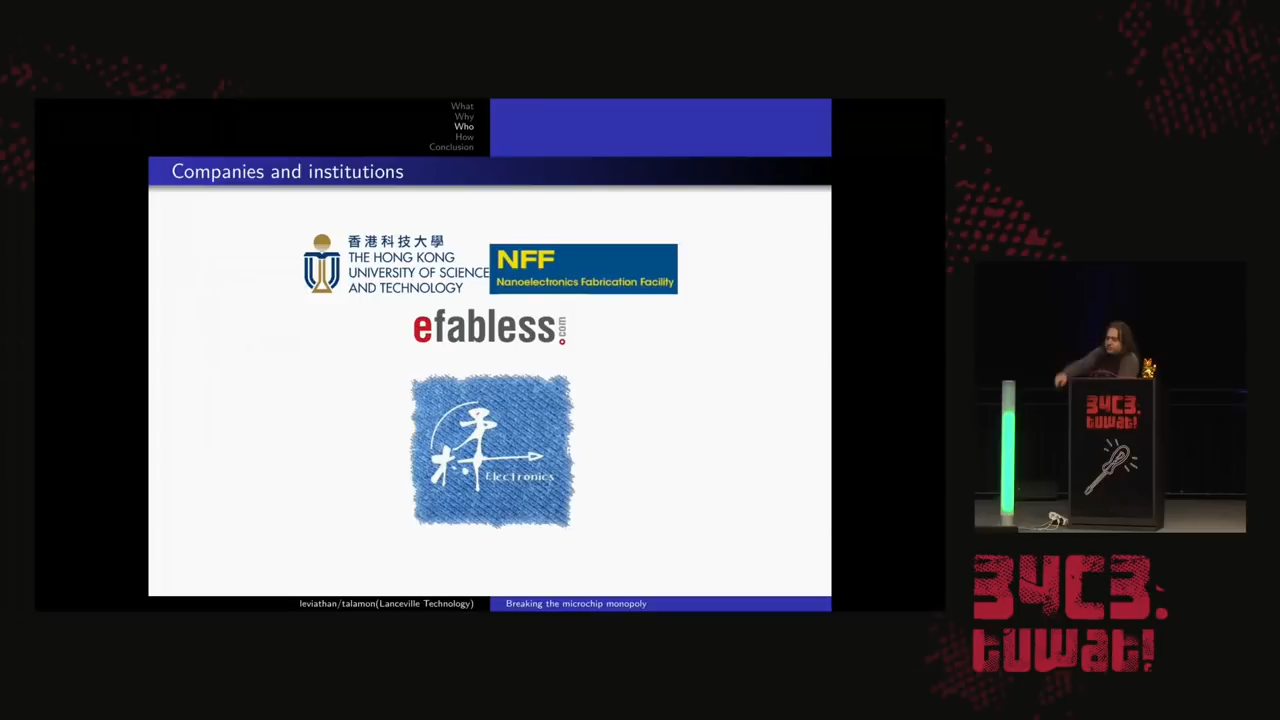 What
Why
Who
How
Conclusion
Companies and institutions
香港科技大學
THE HONG KONG
UNIVERSITY OF SCIENCE
AND TECHNOLOGY
NFF
Nanoelectronics Fabrication Facility
efabless.com
Electronics
leviathan/talamon(Lanceville Technology)
Breaking the microchip monopoly
34C3.
tuwat!
34C3.
tuwat!